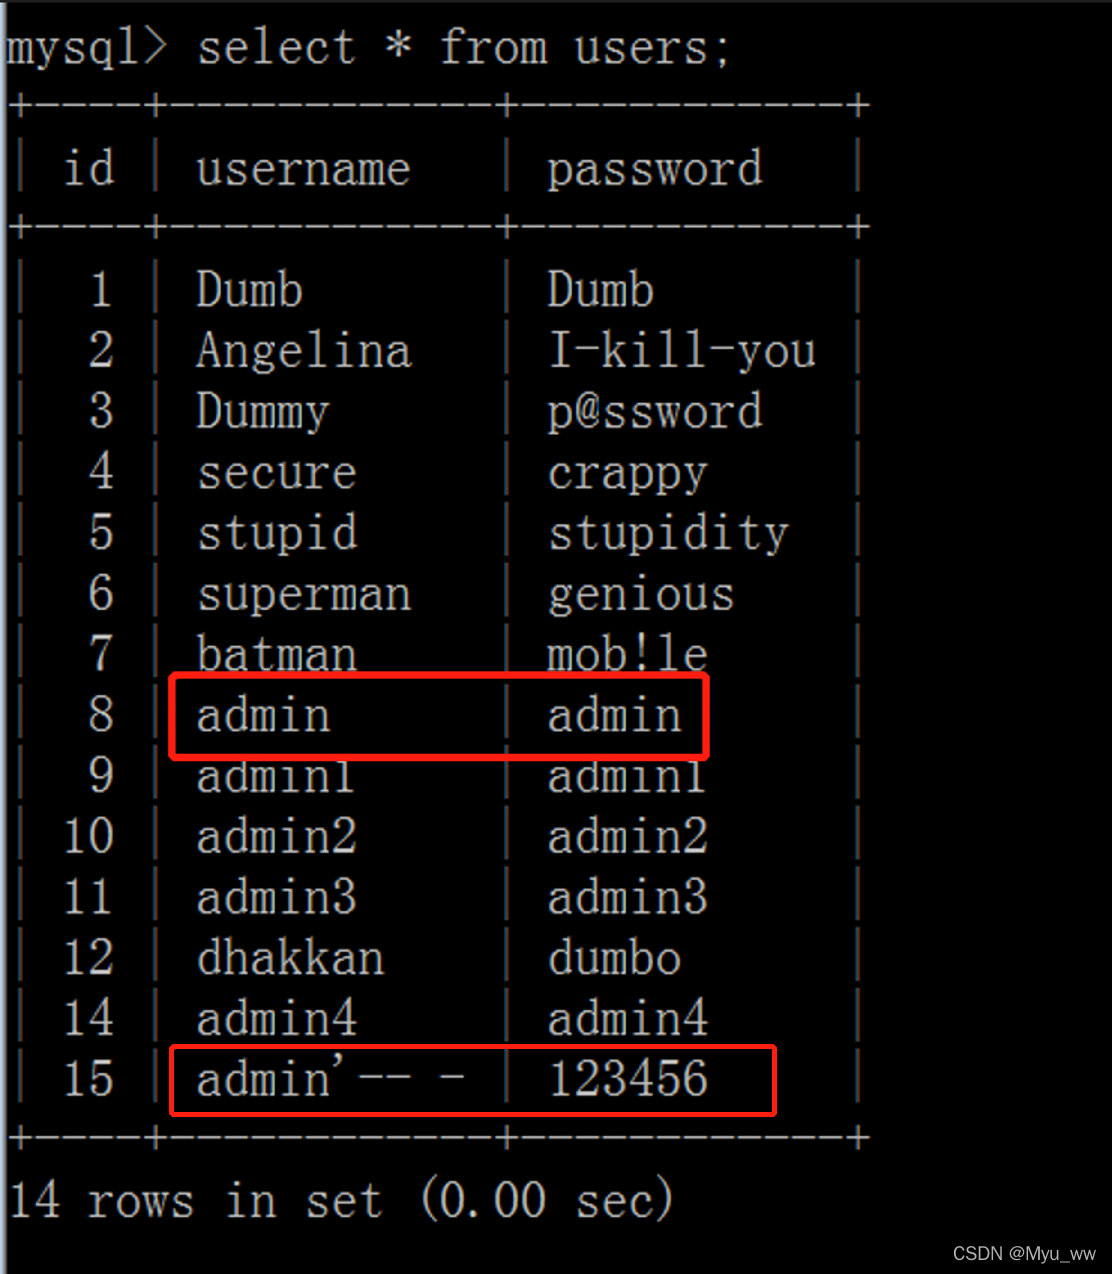 mysql> select * from users;
+----+------------+------------+
| id | username | password |
+----+------------+------------+
| 1 | Dumb | Dumb |
| 2 | Angelina | I-kill-you |
| 3 | Dummy | p@ssword |
| 4 | secure | crappy |
| 5 | stupid | stupidity |
| 6 | superman | genious |
| 7 | batman | mob!le |
| 8 | admin | admin |
| 9 | admin1 | admin1 |
| 10 | admin2 | admin2 |
| 11 | admin3 | admin3 |
| 12 | dhakkan | dumbo |
| 14 | admin4 | admin4 |
| 15 | admin'-- - | 123456 |
+----+------------+------------+
14 rows in set (0.00 sec)
CSDN @Myu_ww